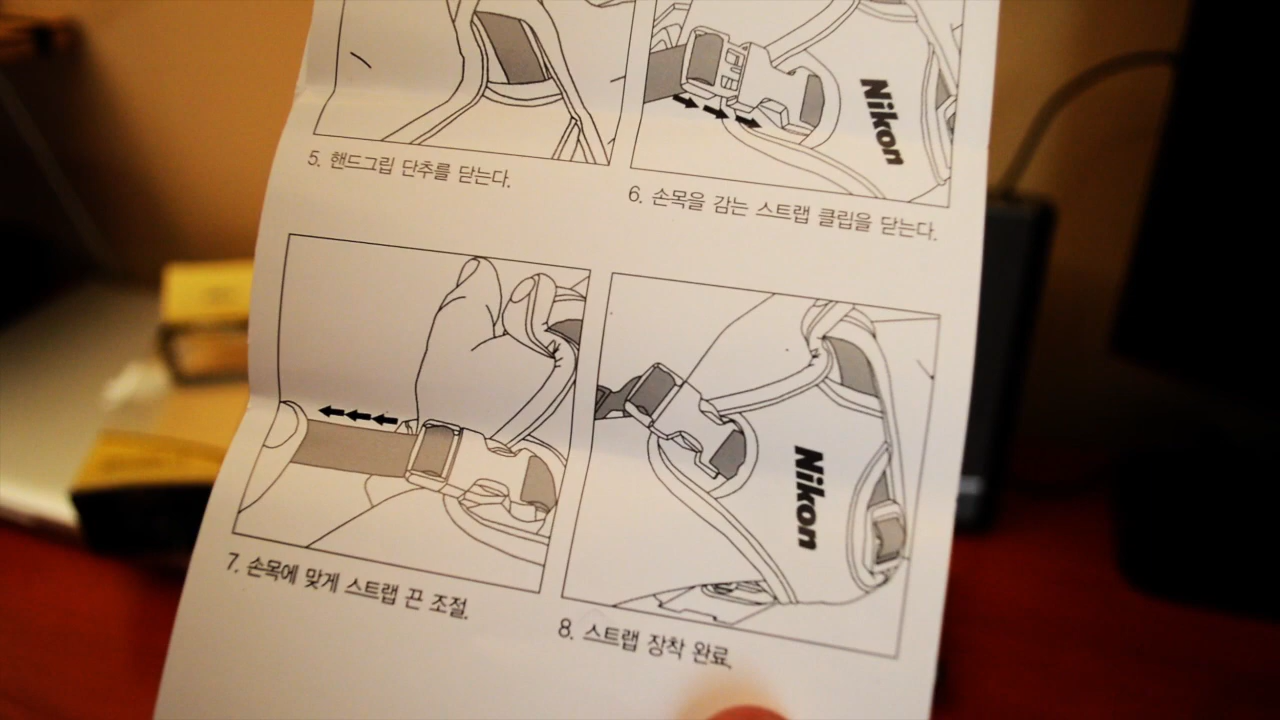 Nikon
5. 핸드그립 단추를 닫는다.
6. 손목을 감는 스트랩 클립을 닫는다.
Nikon
7. 손목에 맞게 스트랩 끈 조절.
8. 스트랩 장착 완료.